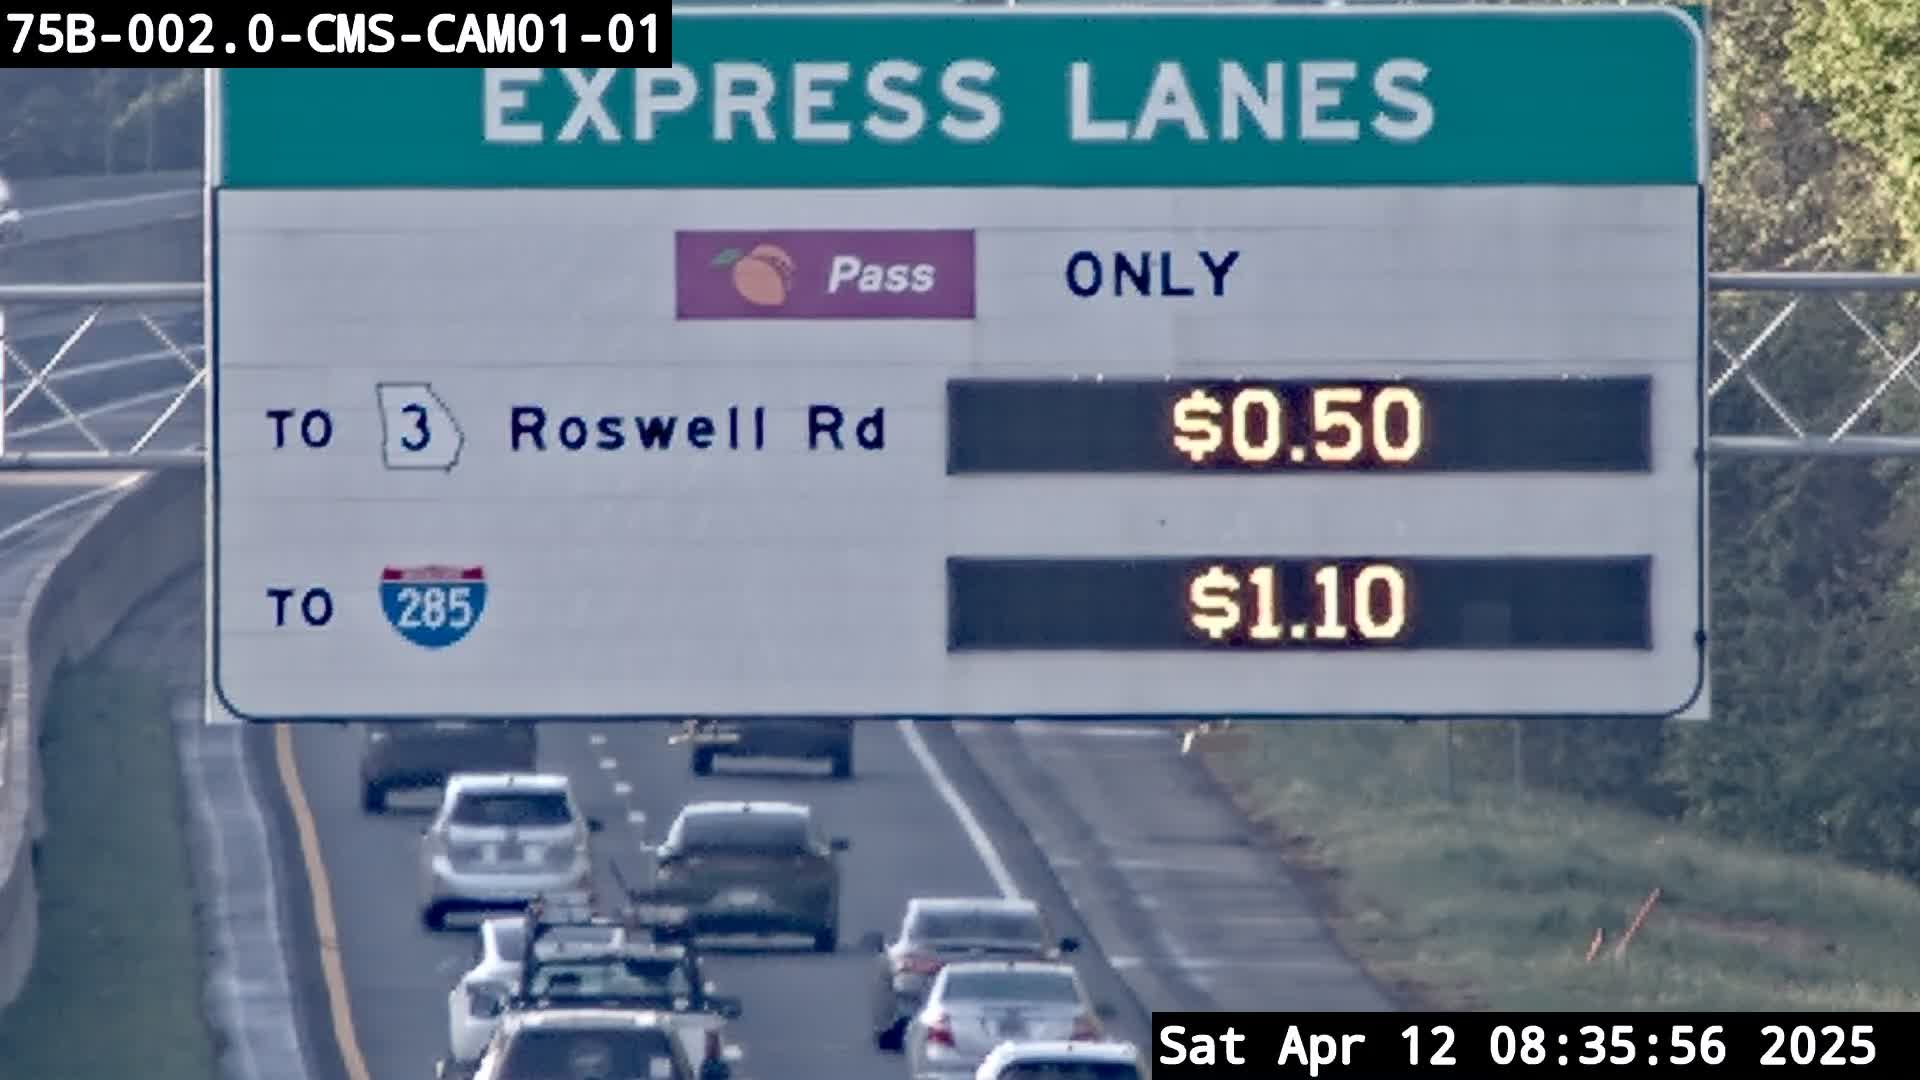 75B-002.0-CMS-CAM01-01
EXPRESS LANES
Pass ONLY
TO 3 Roswell Rd $0.50
TO 285 $1.10
Sat Apr 12 08:35:56 2025